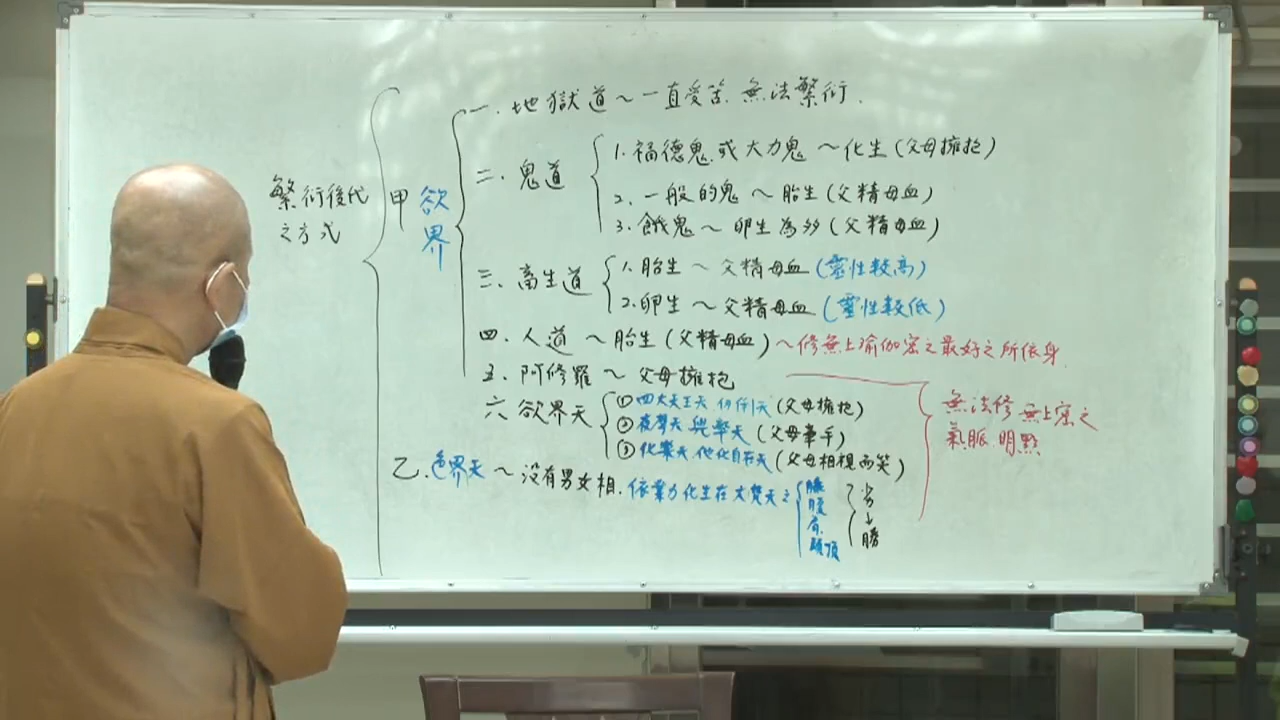 繁衍後代
之方式
甲 欲界
一. 地獄道~一直受苦. 無法繁衍.
二. 鬼道
1. 福德鬼. 或大力鬼~化生(父母擁抱)
2. 一般的鬼~胎生(父精母血)
3. 餓鬼~卵生為多(父精母血)
三. 畜生道
1. 胎生~父精母血(靈性較高)
2. 卵生~父精母血(靈性較低)
四. 人道~胎生(父精母血)~修無上瑜伽密之最好之所依身.
五. 阿修羅~父母擁抱
六 欲界天
① 四大天王天. 忉利天(父母擁抱)
② 夜摩天 兜率天(父母牽手)
③ 化樂天. 他化自在天(父母相視而笑)
無法修無上密之
氣脈明點
乙. 色界天~沒有男女相. 依業力化生在大梵天之
膝
腹
肩
頭頂
劣
↓
勝